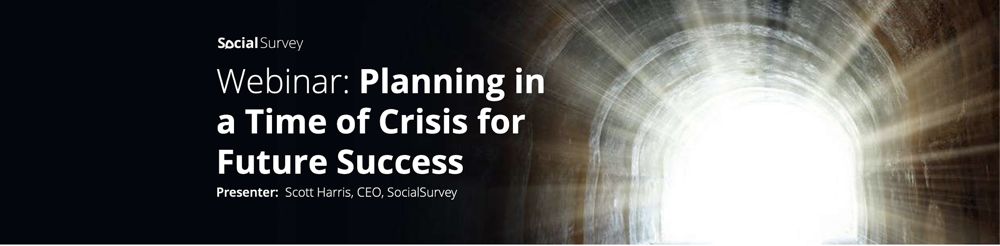 SocialSurvey
Webinar: Planning in
a Time of Crisis for
Future Success
Presenter: Scott Harris, CEO, SocialSurvey